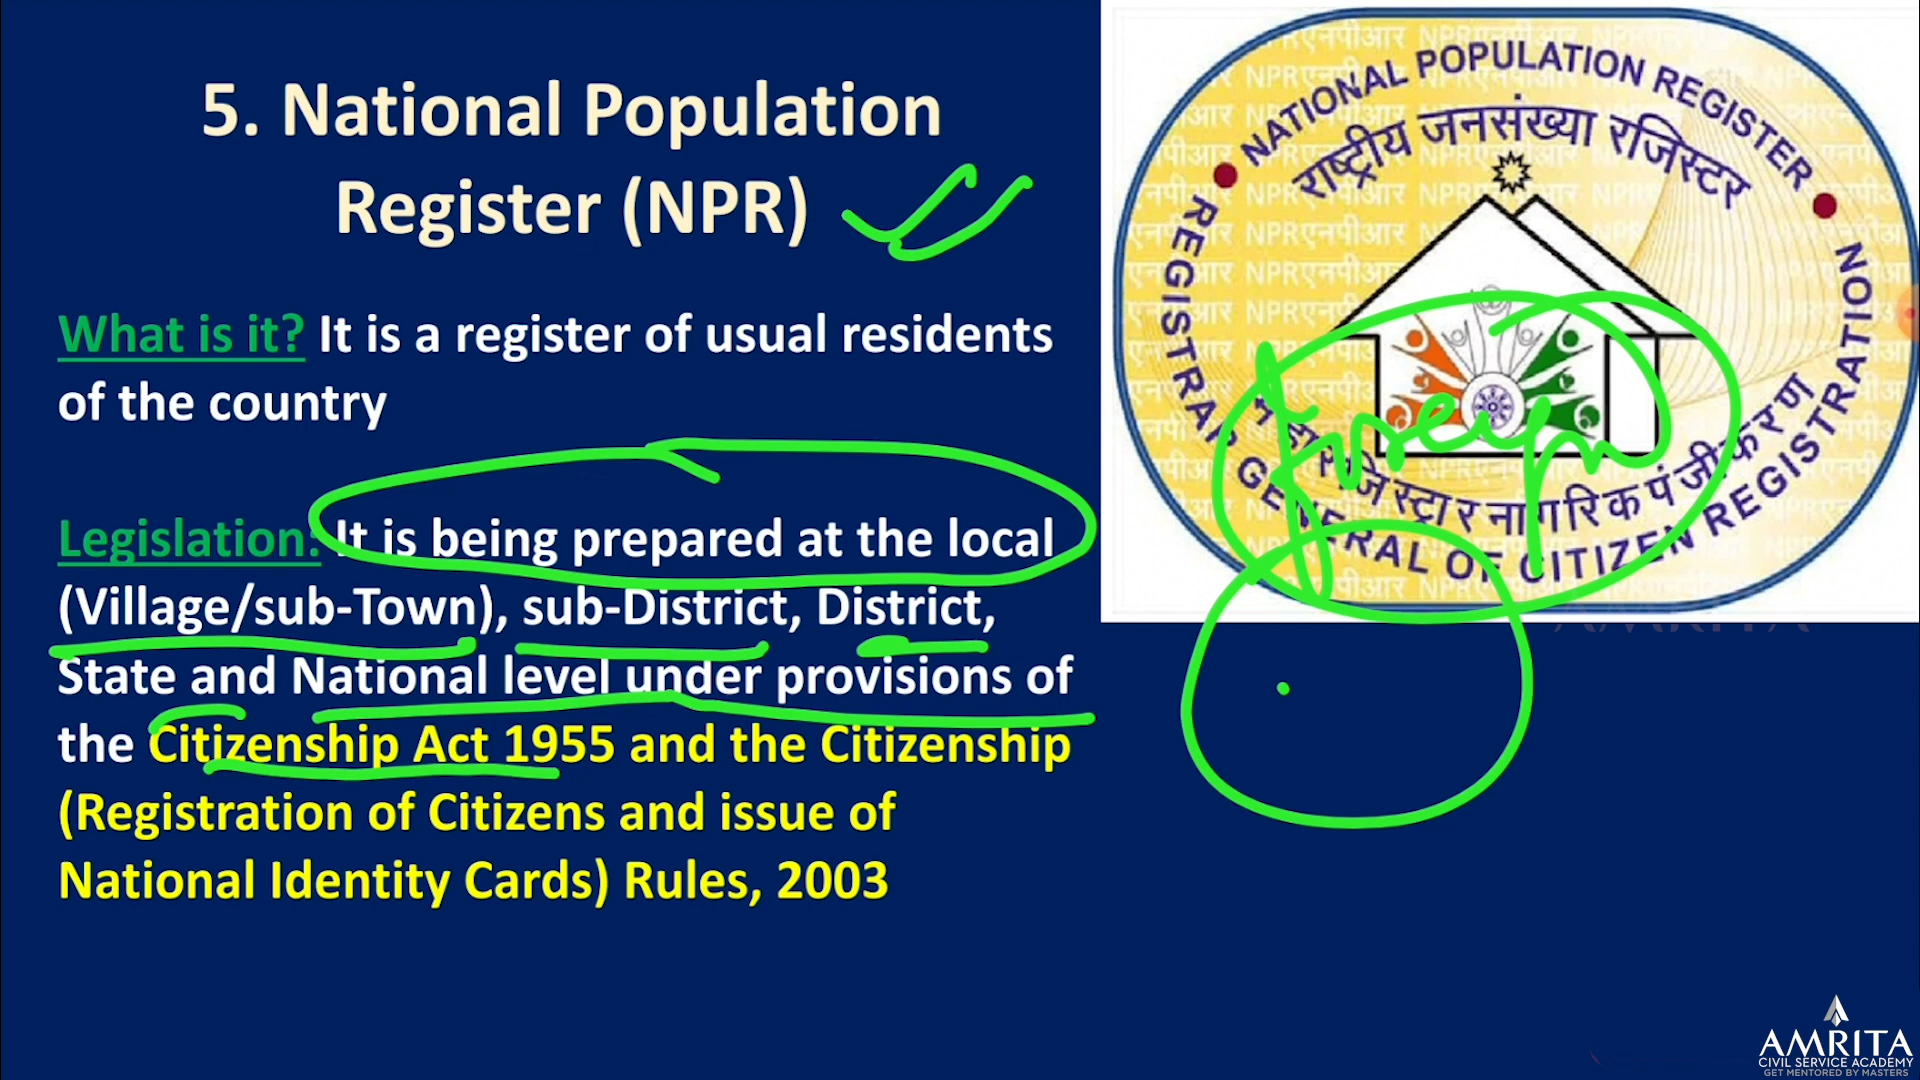 5. National Population
Register (NPR)
What is it? It is a register of usual residents
of the country
Legislation: It is being prepared at the local
(Village/sub-Town), sub-District, District,
State and National level under provisions of
the Citizenship Act 1955 and the Citizenship
(Registration of Citizens and issue of
National Identity Cards) Rules, 2003
NATIONAL POPULATION REGISTER
राष्ट्रीय जनसंख्या रजिस्टर
foreign
REGISTRAR GENERAL OF CITIZEN REGISTRATION
नागरिक पंजीकरण
AMRITA
CIVIL SERVICE ACADEMY
GET MENTORED BY MASTERS